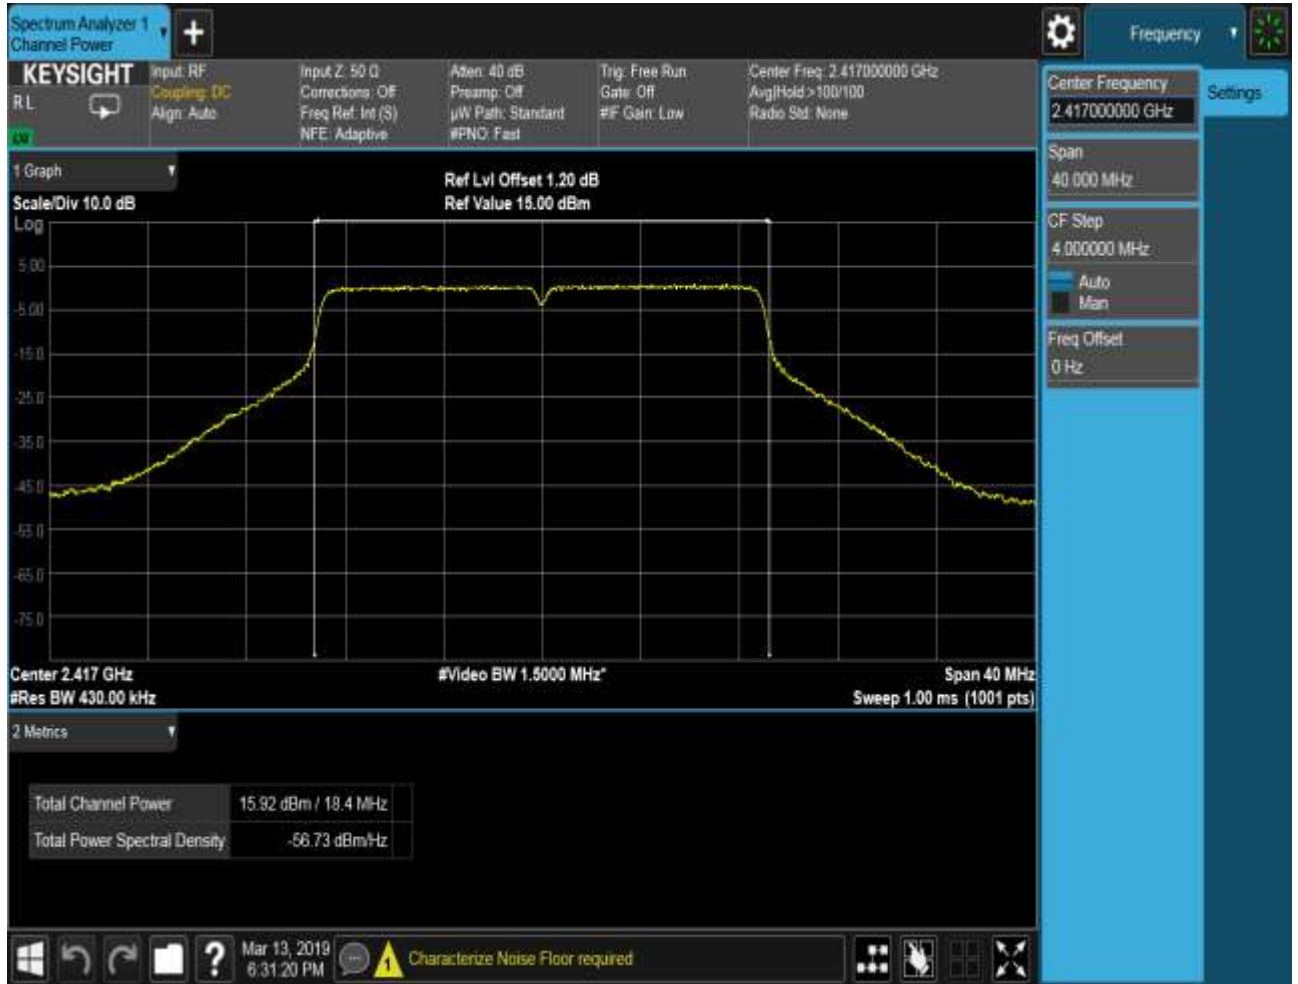 Spectrum Analyzer 1
Channel Power
Frequency
KEYSIGHT
RL
Input: RF
Coupling: DC
Align: Auto
Input Z: 50 Ω
Corrections: Off
Freq Ref: Int (S)
NFE: Adaptive
Atten: 40 dB
Preamp: Off
µW Path: Standard
#PNO: Fast
Trig: Free Run
Gate: Off
#IF Gain: Low
Center Freq: 2.417000000 GHz
Avg|Hold:>100/100
Radio Std: None
Center Frequency
2.417000000 GHz
Settings
Span
40.000 MHz
CF Step
4.000000 MHz
Auto
Man
Freq Offset
0 Hz
1 Graph
Scale/Div 10.0 dB
Ref Lvl Offset 1.20 dB
Ref Value 15.00 dBm
Log
5.00
-5.00
-15.0
-25.0
-35.0
-45.0
-55.0
-65.0
-75.0
Center 2.417 GHz
#Video BW 1.5000 MHz*
Span 40 MHz
#Res BW 430.00 kHz
Sweep 1.00 ms (1001 pts)
2 Metrics
Total Channel Power 15.92 dBm / 18.4 MHz
Total Power Spectral Density -56.73 dBm/Hz
?
Mar 13, 2019
6:31:20 PM
1
Characterize Noise Floor required